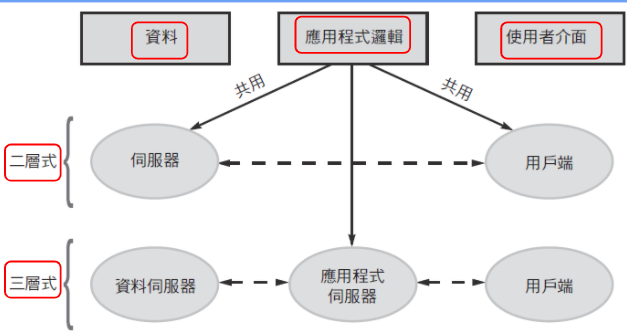 資料
應用程式邏輯
使用者介面
共用
共用
二層式
伺服器
用戶端
三層式
資料伺服器
應用程式
伺服器
用戶端